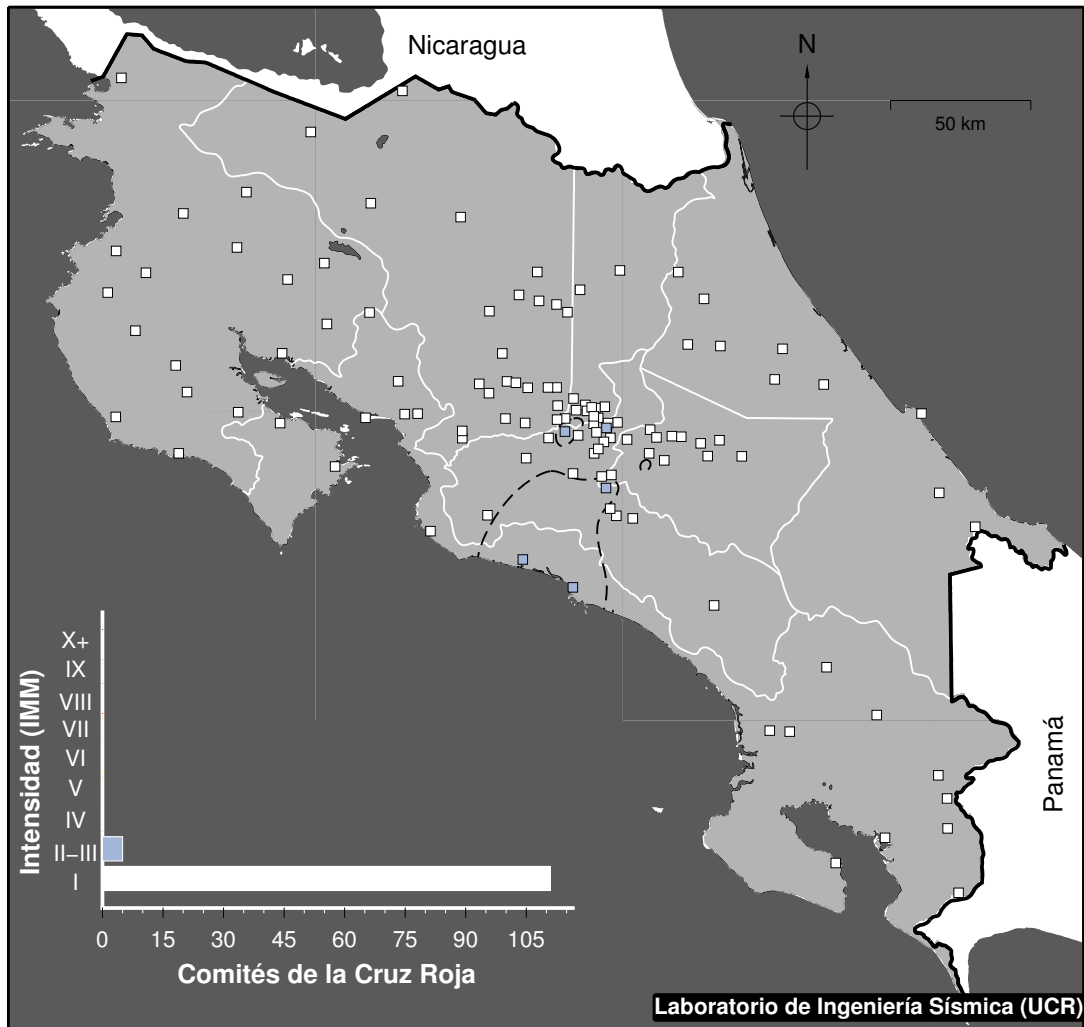 Nicaragua
N
50 km
Panamá
Intensidad (IMM)
X+
IX
VIII
VII
VI
V
IV
II–III
I
0 15 30 45 60 75 90 105
Comités de la Cruz Roja
Laboratorio de Ingeniería Sísmica (UCR)